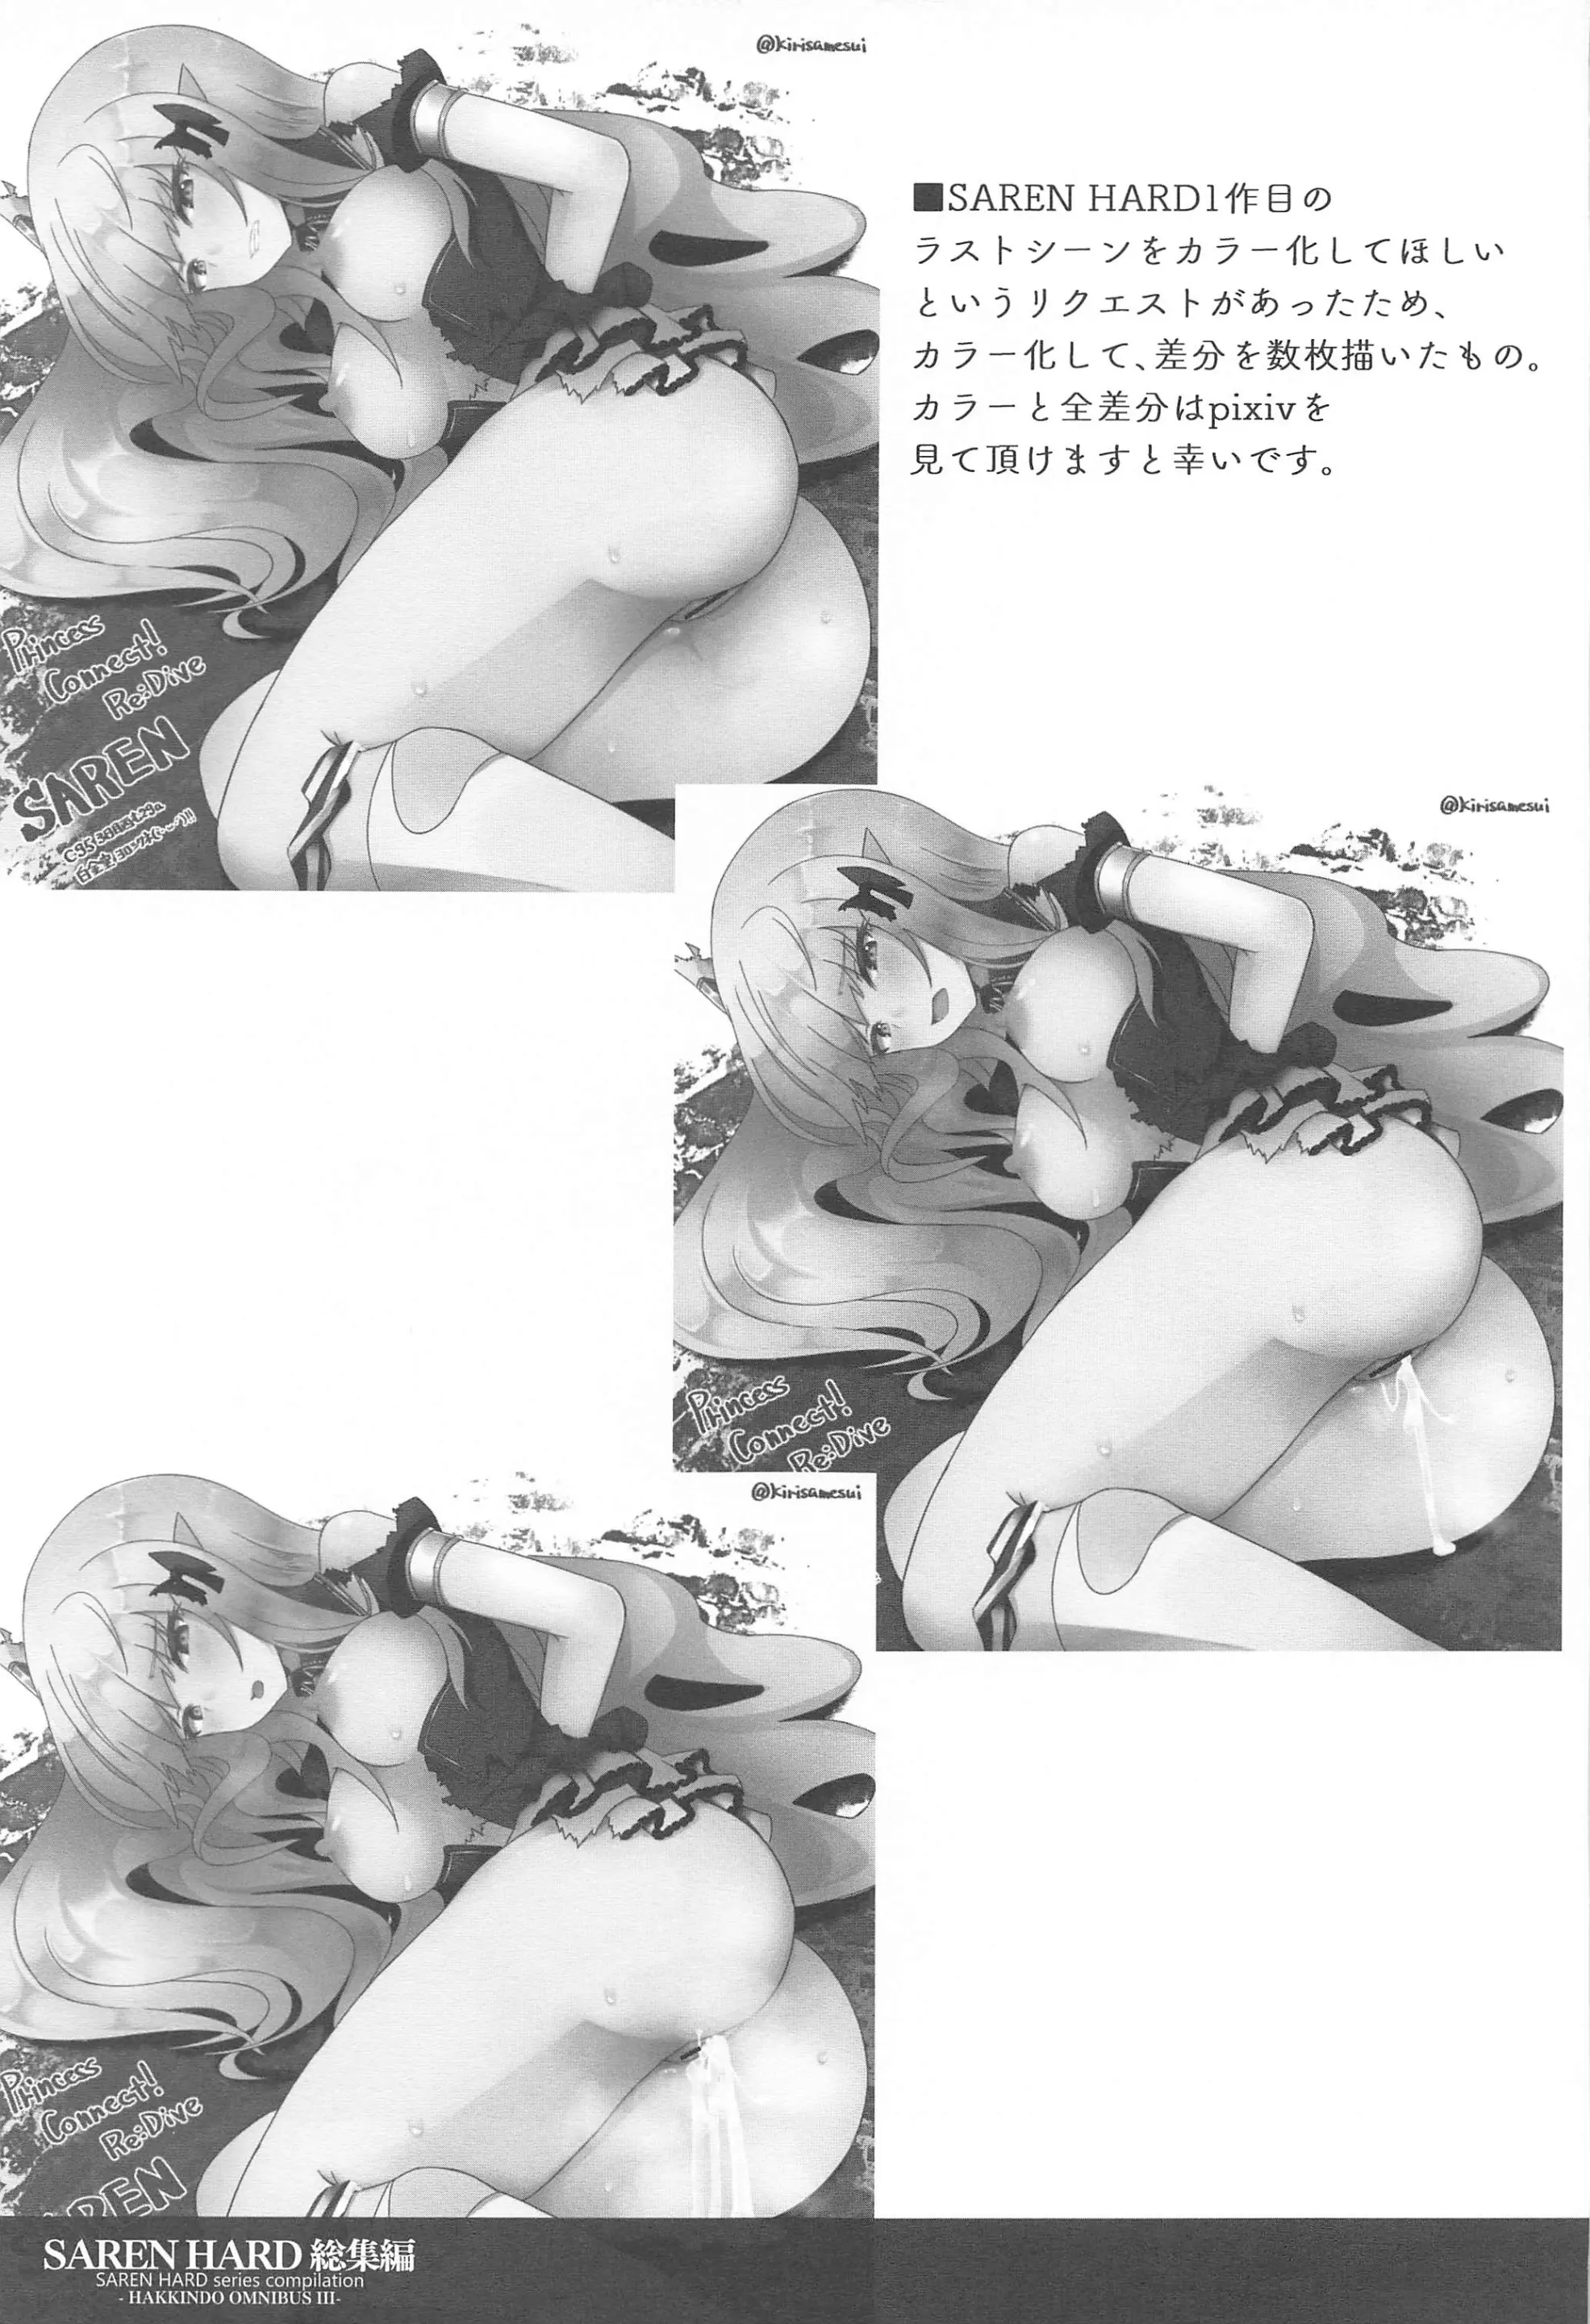 @kirisamesui
■SAREN HARD1作目の
ラストシーンをカラー化してほしい
というリクエストがあったため、
カラー化して、差分を数枚描いたもの。
カラーと全差分はpixivを
見て頂けますと幸いです。
Princess
Connect!
Re:Dive
SAREN
@kirisamesui
Princess
Connect!
Re:Dive
@kirisamesui
Princess
Connect!
Re:Dive
SAREN HARD 総集編
SAREN HARD series compilation
- HAKKINDO OMNIBUS III-